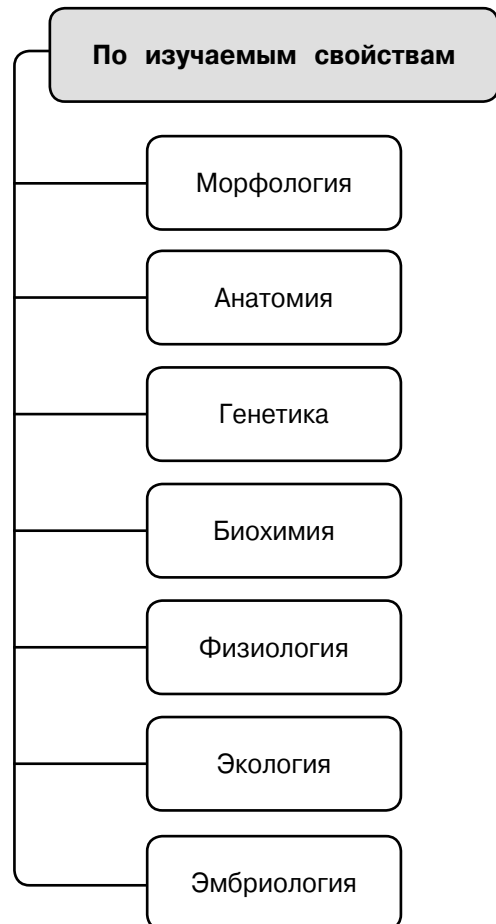 По изучаемым свойствам
Морфология
Анатомия
Генетика
Биохимия
Физиология
Экология
Эмбриология